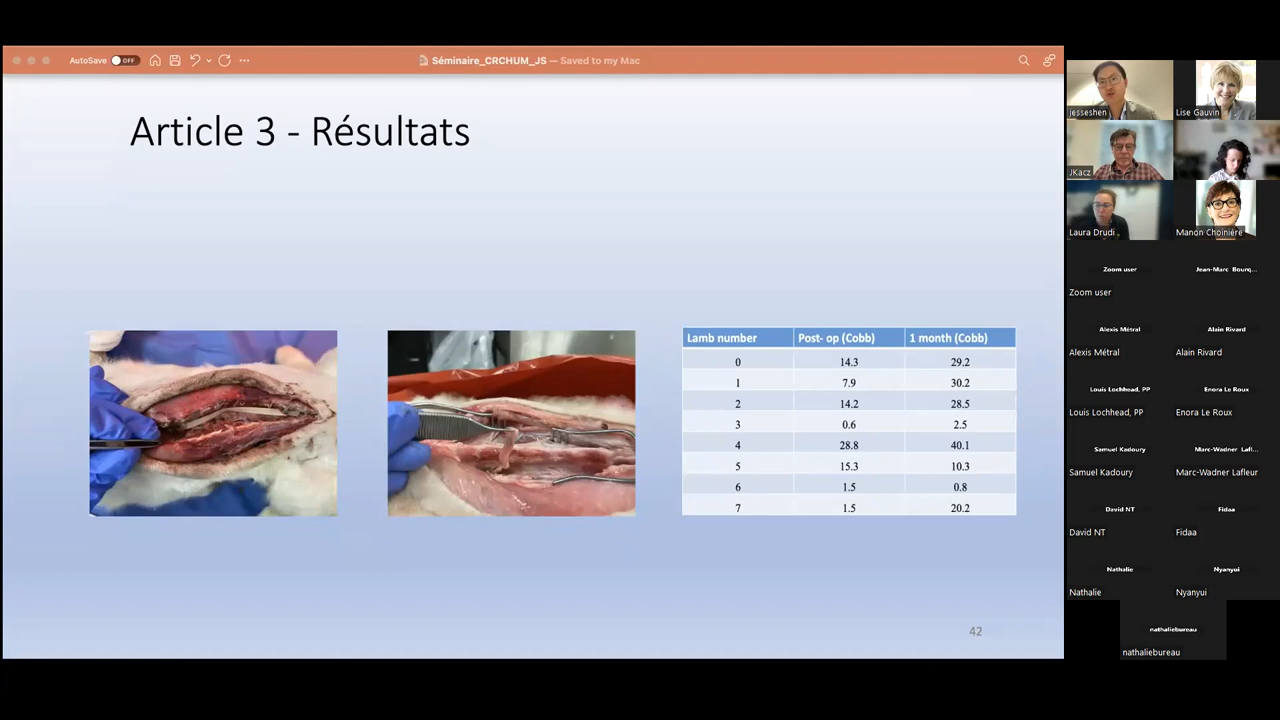 AutoSave OFF
Séminaire_CRCHUM_JS — Saved to my Mac
Article 3 - Résultats
Lamb number Post- op (Cobb) 1 month (Cobb)
0 14.3 29.2
1 7.9 30.2
2 14.2 28.5
3 0.6 2.5
4 28.8 40.1
5 15.3 10.3
6 1.5 0.8
7 1.5 20.2
42
jesseshen
Lise Gauvin
JKacz
Laura Drudi
Manon Choinière
Zoom user
Jean-Marc Bourq...
Zoom user
Alexis Métral
Alain Rivard
Alexis Métral
Alain Rivard
Louis Lochhead, PP
Enora Le Roux
Louis Lochhead, PP
Enora Le Roux
Samuel Kadoury
Marc-Wadner Lafl...
Samuel Kadoury
Marc-Wadner Lafleur
David NT
Fidaa
David NT
Fidaa
Nathalie
Nyanyui
Nathalie
Nyanyui
nathaliebureau
nathaliebureau